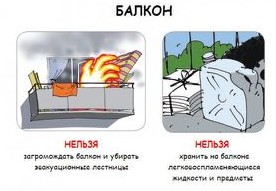 БАЛКОН
НЕЛЬЗЯ
загромождать балкон и убирать
эвакуационные лестницы
НЕЛЬЗЯ
хранить на балконе
легковоспламеняющиеся
жидкости и предметы